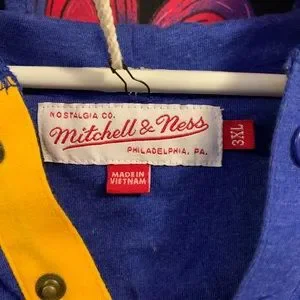 NOSTALGIA CO.
Mitchell & Ness
PHILADELPHIA, PA.
3XL
MADE IN
VIETNAM